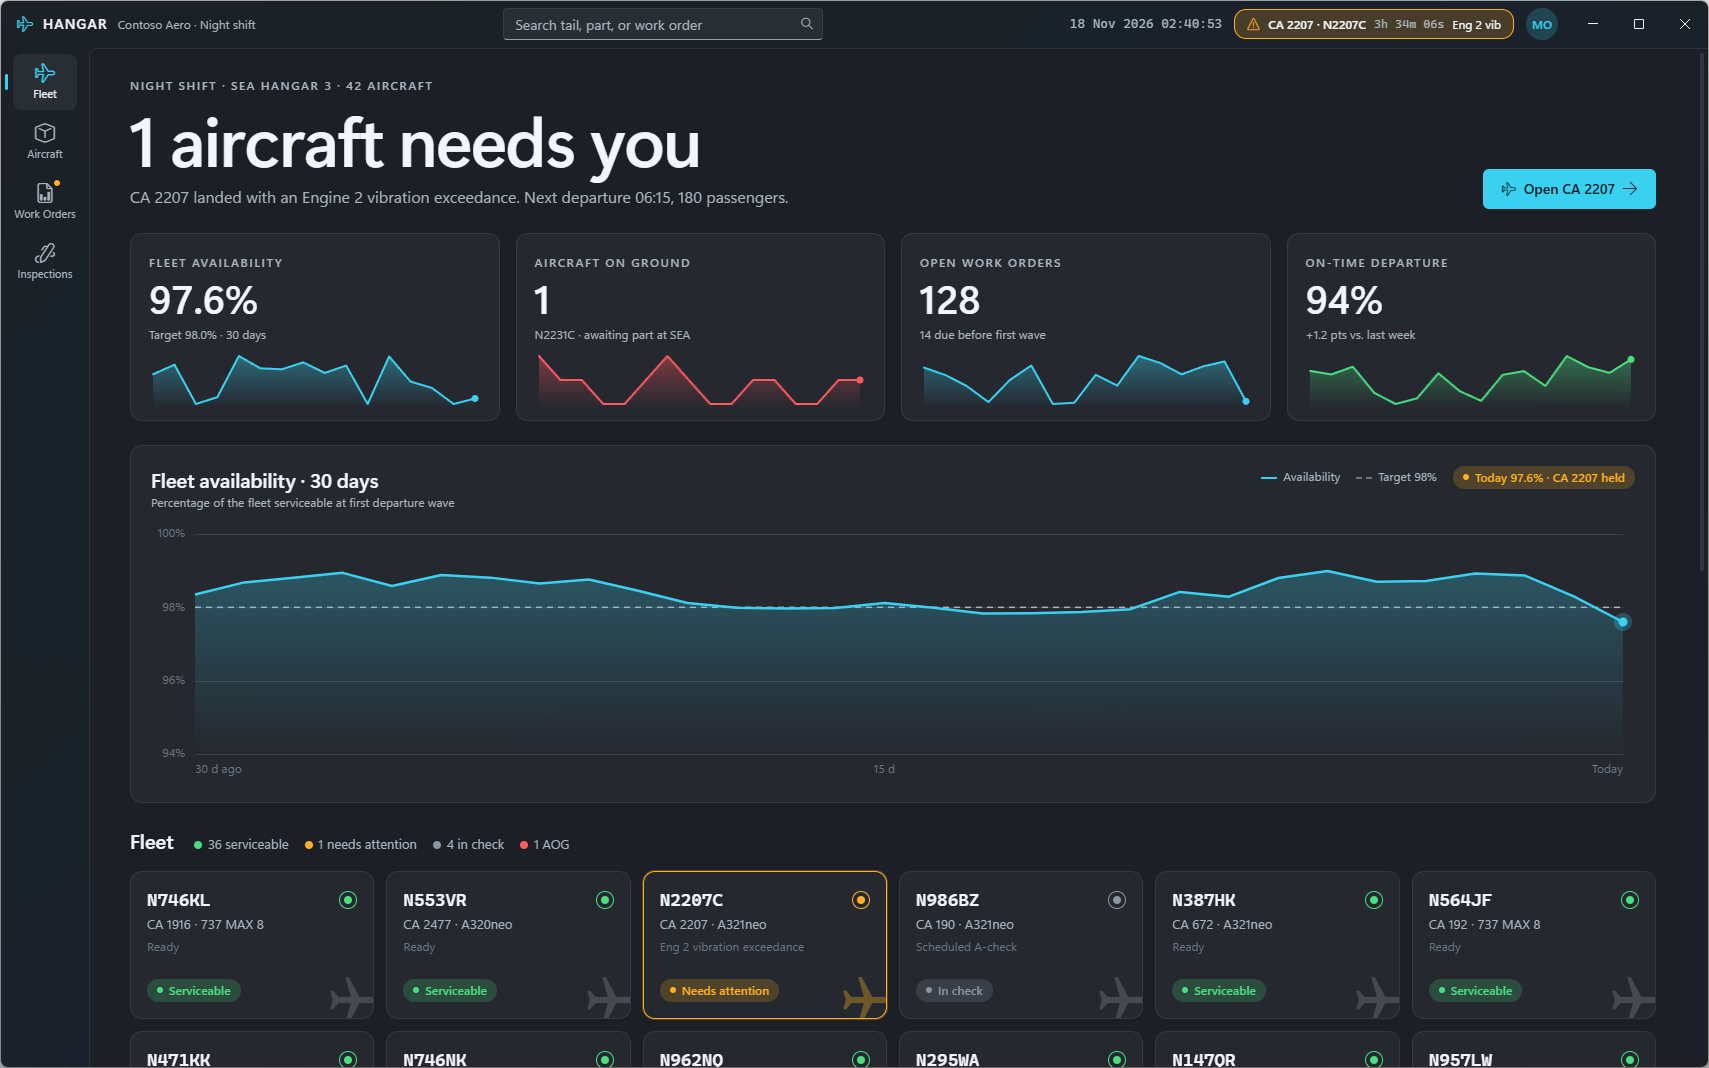 HANGAR Contoso Aero · Night shift
Search tail, part, or work order
18 Nov 2026 02:40:53
CA 2207 · N2207C 3h 34m 06s Eng 2 vib
MO
Fleet
Aircraft
Work Orders
Inspections
NIGHT SHIFT · SEA HANGAR 3 · 42 AIRCRAFT
1 aircraft needs you
CA 2207 landed with an Engine 2 vibration exceedance. Next departure 06:15, 180 passengers.
Open CA 2207
FLEET AVAILABILITY
97.6%
Target 98.0% · 30 days
AIRCRAFT ON GROUND
1
N2231C · awaiting part at SEA
OPEN WORK ORDERS
128
14 due before first wave
ON-TIME DEPARTURE
94%
+1.2 pts vs. last week
Fleet availability · 30 days
Percentage of the fleet serviceable at first departure wave
Availability
Target 98%
Today 97.6% · CA 2207 held
100%
98%
96%
94%
30 d ago
15 d
Today
Fleet
36 serviceable
1 needs attention
4 in check
1 AOG
N746KL
CA 1916 · 737 MAX 8
Ready
Serviceable
N553VR
CA 2477 · A320neo
Ready
Serviceable
N2207C
CA 2207 · A321neo
Eng 2 vibration exceedance
Needs attention
N986BZ
CA 190 · A321neo
Scheduled A-check
In check
N387HK
CA 672 · A321neo
Ready
Serviceable
N564JF
CA 192 · 737 MAX 8
Ready
Serviceable
N471KK
N746NK
N962NQ
N295WA
N147QR
N957LW